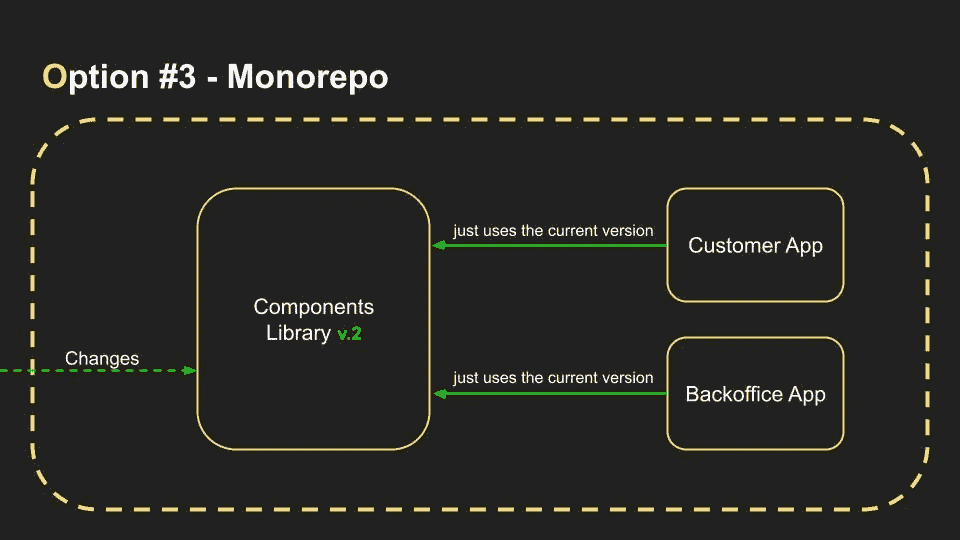 Option #3 - Monorepo
just uses the current version
Customer App
Components
Library v.2
Changes
just uses the current version
Backoffice App